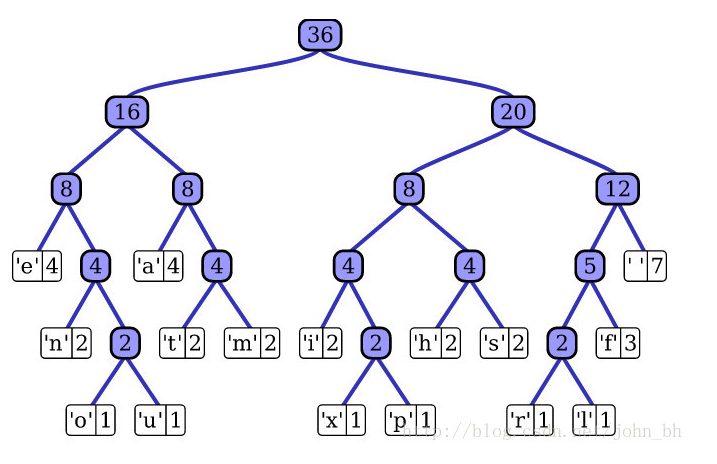 36
16 20
8 8 8 12
'e' 4 4 'a' 4 4 4 4 5 ' ' 7
'n' 2 2 't' 2 'm' 2 'i' 2 2 'h' 2 's' 2 2 'f' 3
'o' 1 'u' 1 'x' 1 'p' 1 'r' 1 'l' 1
http://blog.csdn.net/john_bh